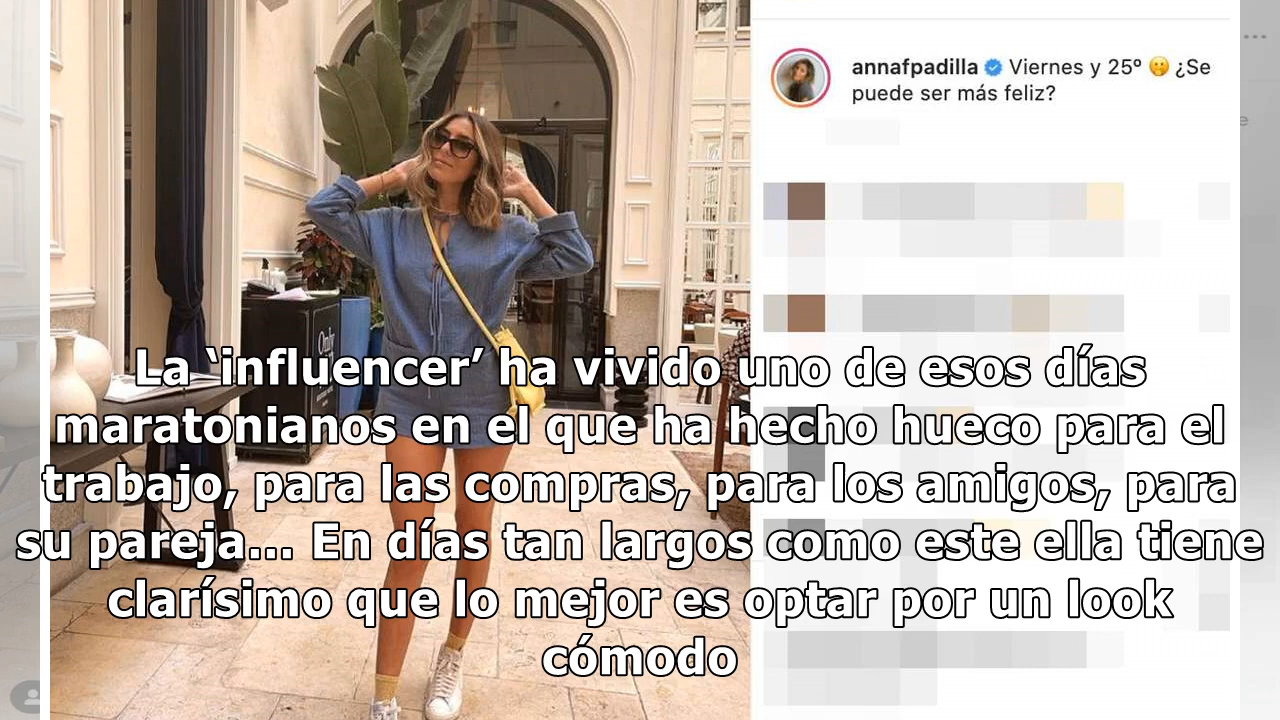 annafpadilla Viernes y 25º 🤭 ¿Se
puede ser más feliz?
La ‘influencer’ ha vivido uno de esos días
maratonianos en el que ha hecho hueco para el
trabajo, para las compras, para los amigos, para
su pareja... En días tan largos como este ella tiene
clarísimo que lo mejor es optar por un look
cómodo